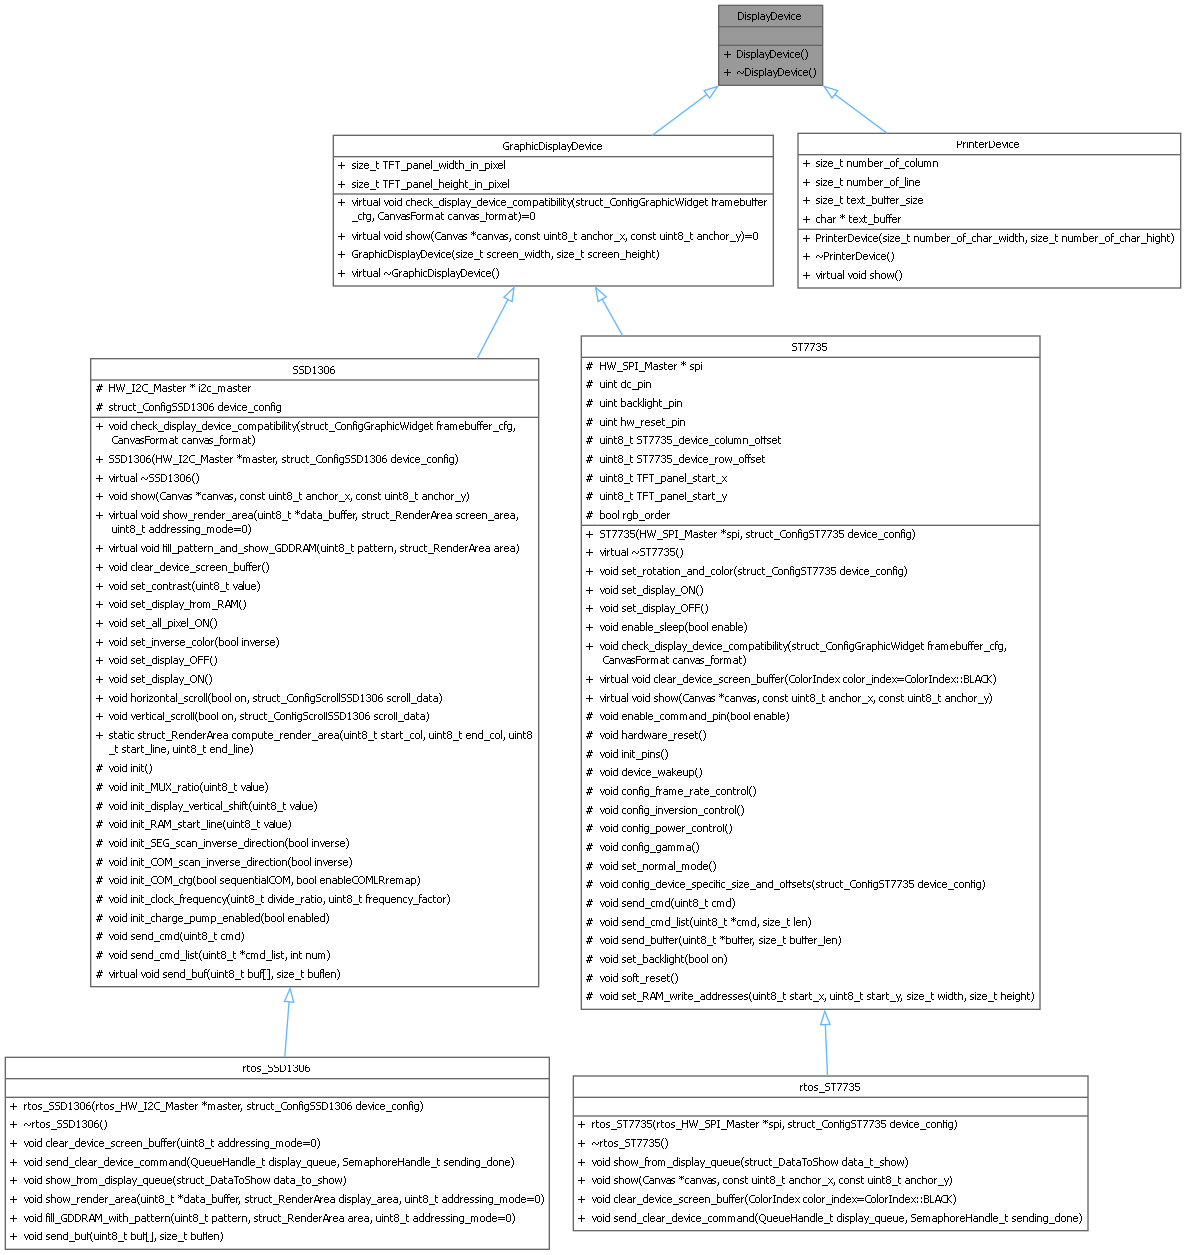 DisplayDevice
+ DisplayDevice()
+ ~DisplayDevice()
GraphicDisplayDevice
+ size_t TFT_panel_width_in_pixel
+ size_t TFT_panel_height_in_pixel
+ virtual void check_display_device_compatibility(struct_ConfigGraphicWidget framebuffer
_cfg, CanvasFormat canvas_format)=0
+ virtual void show(Canvas *canvas, const uint8_t anchor_x, const uint8_t anchor_y)=0
+ GraphicDisplayDevice(size_t screen_width, size_t screen_height)
+ virtual ~GraphicDisplayDevice()
PrinterDevice
+ size_t number_of_column
+ size_t number_of_line
+ size_t text_buffer_size
+ char * text_buffer
+ PrinterDevice(size_t number_of_char_width, size_t number_of_char_hight)
+ ~PrinterDevice()
+ virtual void show()
SSD1306
# HW_I2C_Master * i2c_master
# struct_ConfigSSD1306 device_config
+ void check_display_device_compatibility(struct_ConfigGraphicWidget framebuffer_cfg,
CanvasFormat canvas_format)
+ SSD1306(HW_I2C_Master *master, struct_ConfigSSD1306 device_config)
+ virtual ~SSD1306()
+ void show(Canvas *canvas, const uint8_t anchor_x, const uint8_t anchor_y)
+ virtual void show_render_area(uint8_t *data_buffer, struct_RenderArea screen_area,
uint8_t addressing_mode=0)
+ virtual void fill_pattern_and_show_GDDRAM(uint8_t pattern, struct_RenderArea area)
+ void clear_device_screen_buffer()
+ void set_contrast(uint8_t value)
+ void set_display_from_RAM()
+ void set_all_pixel_ON()
+ void set_inverse_color(bool inverse)
+ void set_display_OFF()
+ void set_display_ON()
+ void horizontal_scroll(bool on, struct_ConfigScrollSSD1306 scroll_data)
+ void vertical_scroll(bool on, struct_ConfigScrollSSD1306 scroll_data)
+ static struct_RenderArea compute_render_area(uint8_t start_col, uint8_t end_col, uint8
_t start_line, uint8_t end_line)
# void init()
# void init_MUX_ratio(uint8_t value)
# void init_display_vertical_shift(uint8_t value)
# void init_RAM_start_line(uint8_t value)
# void init_SEG_scan_inverse_direction(bool inverse)
# void init_COM_scan_inverse_direction(bool inverse)
# void init_COM_cfg(bool sequentialCOM, bool enableCOMLRremap)
# void init_clock_frequency(uint8_t divide_ratio, uint8_t frequency_factor)
# void init_charge_pump_enabled(bool enabled)
# void send_cmd(uint8_t cmd)
# void send_cmd_list(uint8_t *cmd_list, int num)
# virtual void send_buf(uint8_t buf[], size_t buflen)
ST7735
# HW_SPI_Master * spi
# uint dc_pin
# uint backlight_pin
# uint hw_reset_pin
# uint8_t ST7735_device_column_offset
# uint8_t ST7735_device_row_offset
# uint8_t TFT_panel_start_x
# uint8_t TFT_panel_start_y
# bool rgb_order
+ ST7735(HW_SPI_Master *spi, struct_ConfigST7735 device_config)
+ virtual ~ST7735()
+ void set_rotation_and_color(struct_ConfigST7735 device_config)
+ void set_display_ON()
+ void set_display_OFF()
+ void enable_sleep(bool enable)
+ void check_display_device_compatibility(struct_ConfigGraphicWidget framebuffer_cfg,
CanvasFormat canvas_format)
+ virtual void clear_device_screen_buffer(ColorIndex color_index=ColorIndex::BLACK)
+ virtual void show(Canvas *canvas, const uint8_t anchor_x, const uint8_t anchor_y)
# void enable_command_pin(bool enable)
# void hardware_reset()
# void init_pins()
# void device_wakeup()
# void config_frame_rate_control()
# void config_inversion_control()
# void config_power_control()
# void config_gamma()
# void set_normal_mode()
# void config_device_specific_size_and_offsets(struct_ConfigST7735 device_config)
# void send_cmd(uint8_t cmd)
# void send_cmd_list(uint8_t *cmd, size_t len)
# void send_buffer(uint8_t *buffer, size_t buffer_len)
# void set_backlight(bool on)
# void soft_reset()
# void set_RAM_write_addresses(uint8_t start_x, uint8_t start_y, size_t width, size_t height)
rtos_SSD1306
+ rtos_SSD1306(rtos_HW_I2C_Master *master, struct_ConfigSSD1306 device_config)
+ ~rtos_SSD1306()
+ void clear_device_screen_buffer(uint8_t addressing_mode=0)
+ void send_clear_device_command(QueueHandle_t display_queue, SemaphoreHandle_t sending_done)
+ void show_from_display_queue(struct_DataToShow data_to_show)
+ void show_render_area(uint8_t *data_buffer, struct_RenderArea display_area, uint8_t addressing_mode=0)
+ void fill_GDDRAM_with_pattern(uint8_t pattern, struct_RenderArea area, uint8_t addressing_mode=0)
+ void send_buf(uint8_t buf[], size_t buflen)
rtos_ST7735
+ rtos_ST7735(rtos_HW_SPI_Master *spi, struct_ConfigST7735 device_config)
+ ~rtos_ST7735()
+ void show_from_display_queue(struct_DataToShow data_t_show)
+ void show(Canvas *canvas, const uint8_t anchor_x, const uint8_t anchor_y)
+ void clear_device_screen_buffer(ColorIndex color_index=ColorIndex::BLACK)
+ void send_clear_device_command(QueueHandle_t display_queue, SemaphoreHandle_t sending_done)